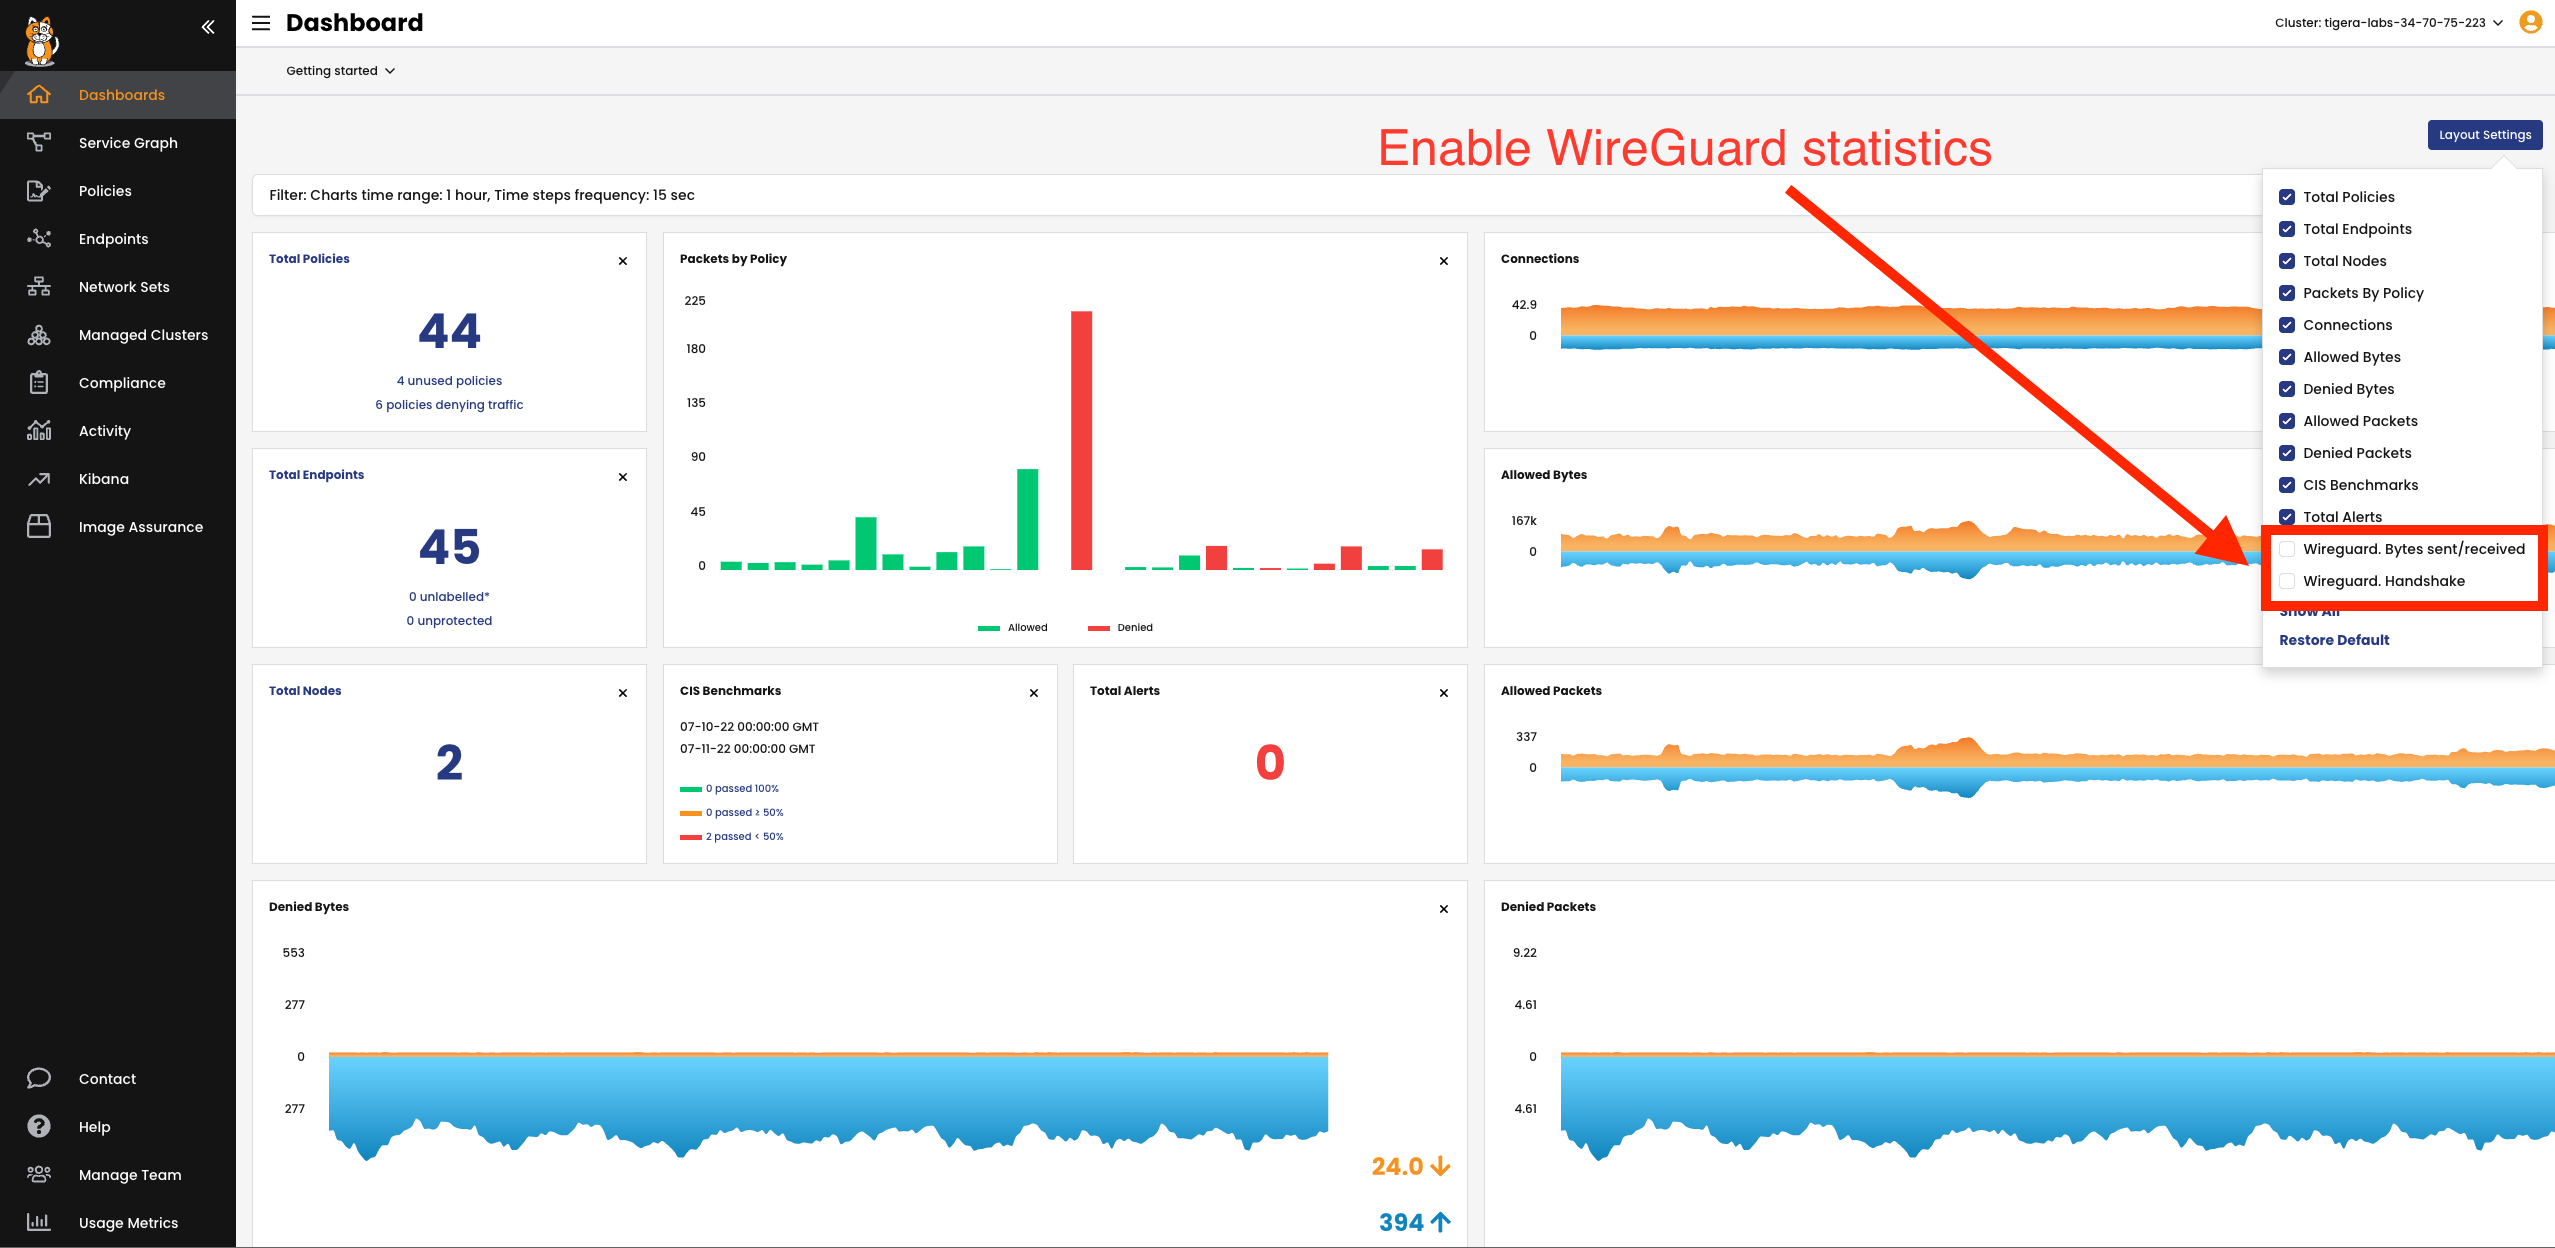 Dashboard
Cluster: tigera-labs-34-70-75-223
Getting started
Dashboards
Service Graph
Policies
Endpoints
Network Sets
Managed Clusters
Compliance
Activity
Kibana
Image Assurance
Contact
Help
Manage Team
Usage Metrics
Enable WireGuard statistics
Layout Settings
Filter: Charts time range: 1 hour, Time steps frequency: 15 sec
Total Policies
44
4 unused policies
6 policies denying traffic
Packets by Policy
225
180
135
90
45
0
Allowed
Denied
Connections
42.9
0
Total Policies
Total Endpoints
Total Nodes
Packets By Policy
Connections
Allowed Bytes
Denied Bytes
Allowed Packets
Denied Packets
CIS Benchmarks
Total Alerts
Wireguard. Bytes sent/received
Wireguard. Handshake
Show All
Restore Default
Total Endpoints
45
0 unlabelled*
0 unprotected
Allowed Bytes
167k
0
Total Nodes
2
CIS Benchmarks
07-10-22 00:00:00 GMT
07-11-22 00:00:00 GMT
0 passed 100%
0 passed ≥ 50%
2 passed < 50%
Total Alerts
0
Allowed Packets
337
0
Denied Bytes
553
277
0
277
24.0
394
Denied Packets
9.22
4.61
0
4.61